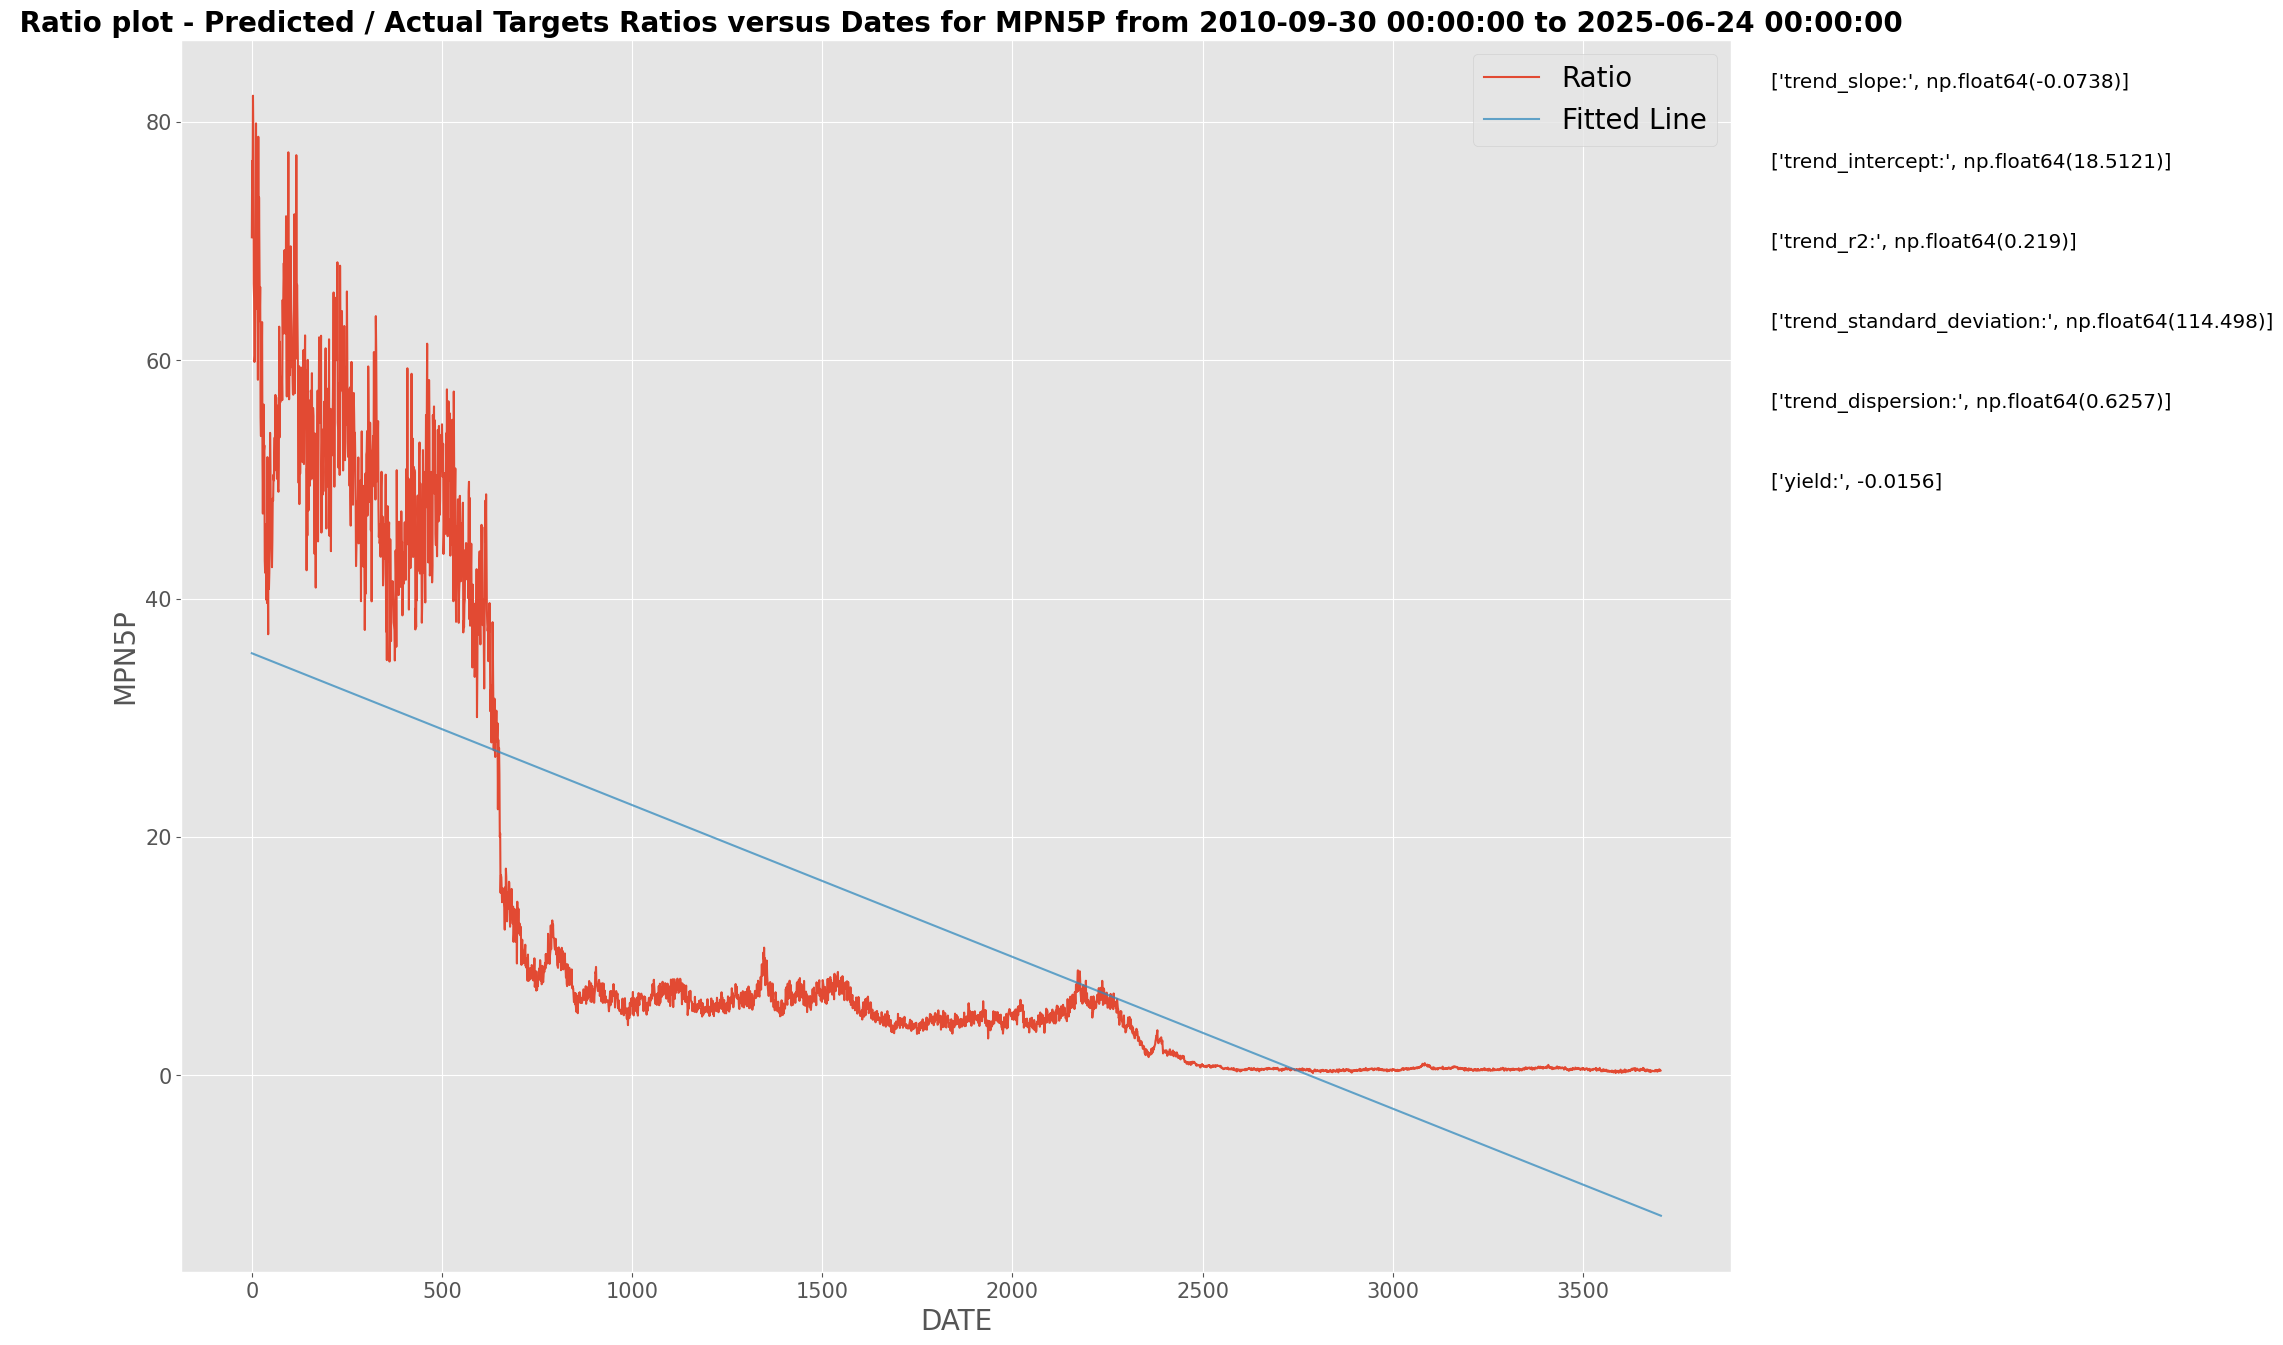 Ratio plot - Predicted / Actual Targets Ratios versus Dates for MPN5P from 2010-09-30 00:00:00 to 2025-06-24 00:00:00
Ratio
Fitted Line
['trend_slope:', np.float64(-0.0738)]
['trend_intercept:', np.float64(18.5121)]
['trend_r2:', np.float64(0.219)]
['trend_standard_deviation:', np.float64(114.498)]
['trend_dispersion:', np.float64(0.6257)]
['yield:', -0.0156]
MPN5P
80
60
40
20
0
0 500 1000 1500 2000 2500 3000 3500
DATE